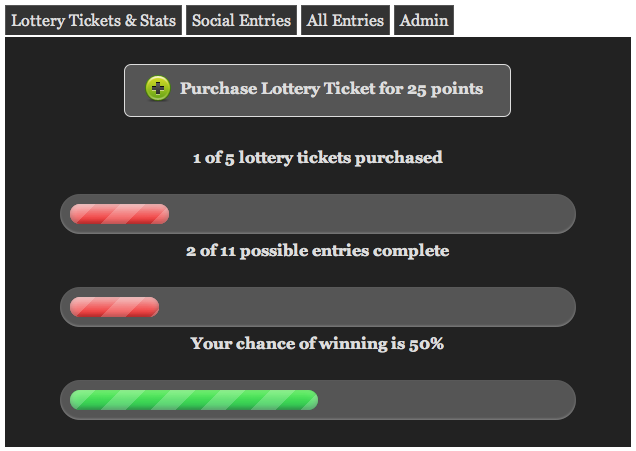 Lottery Tickets & Stats Social Entries All Entries Admin
Purchase Lottery Ticket for 25 points
1 of 5 lottery tickets purchased
2 of 11 possible entries complete
Your chance of winning is 50%